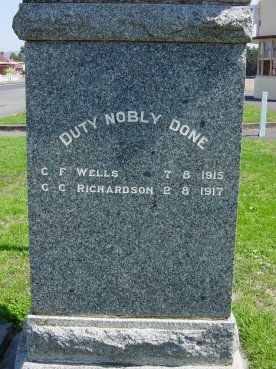 DUTY NOBLY DONE
C F WELLS 7 8 1915
C C RICHARDSON 2 8 1917